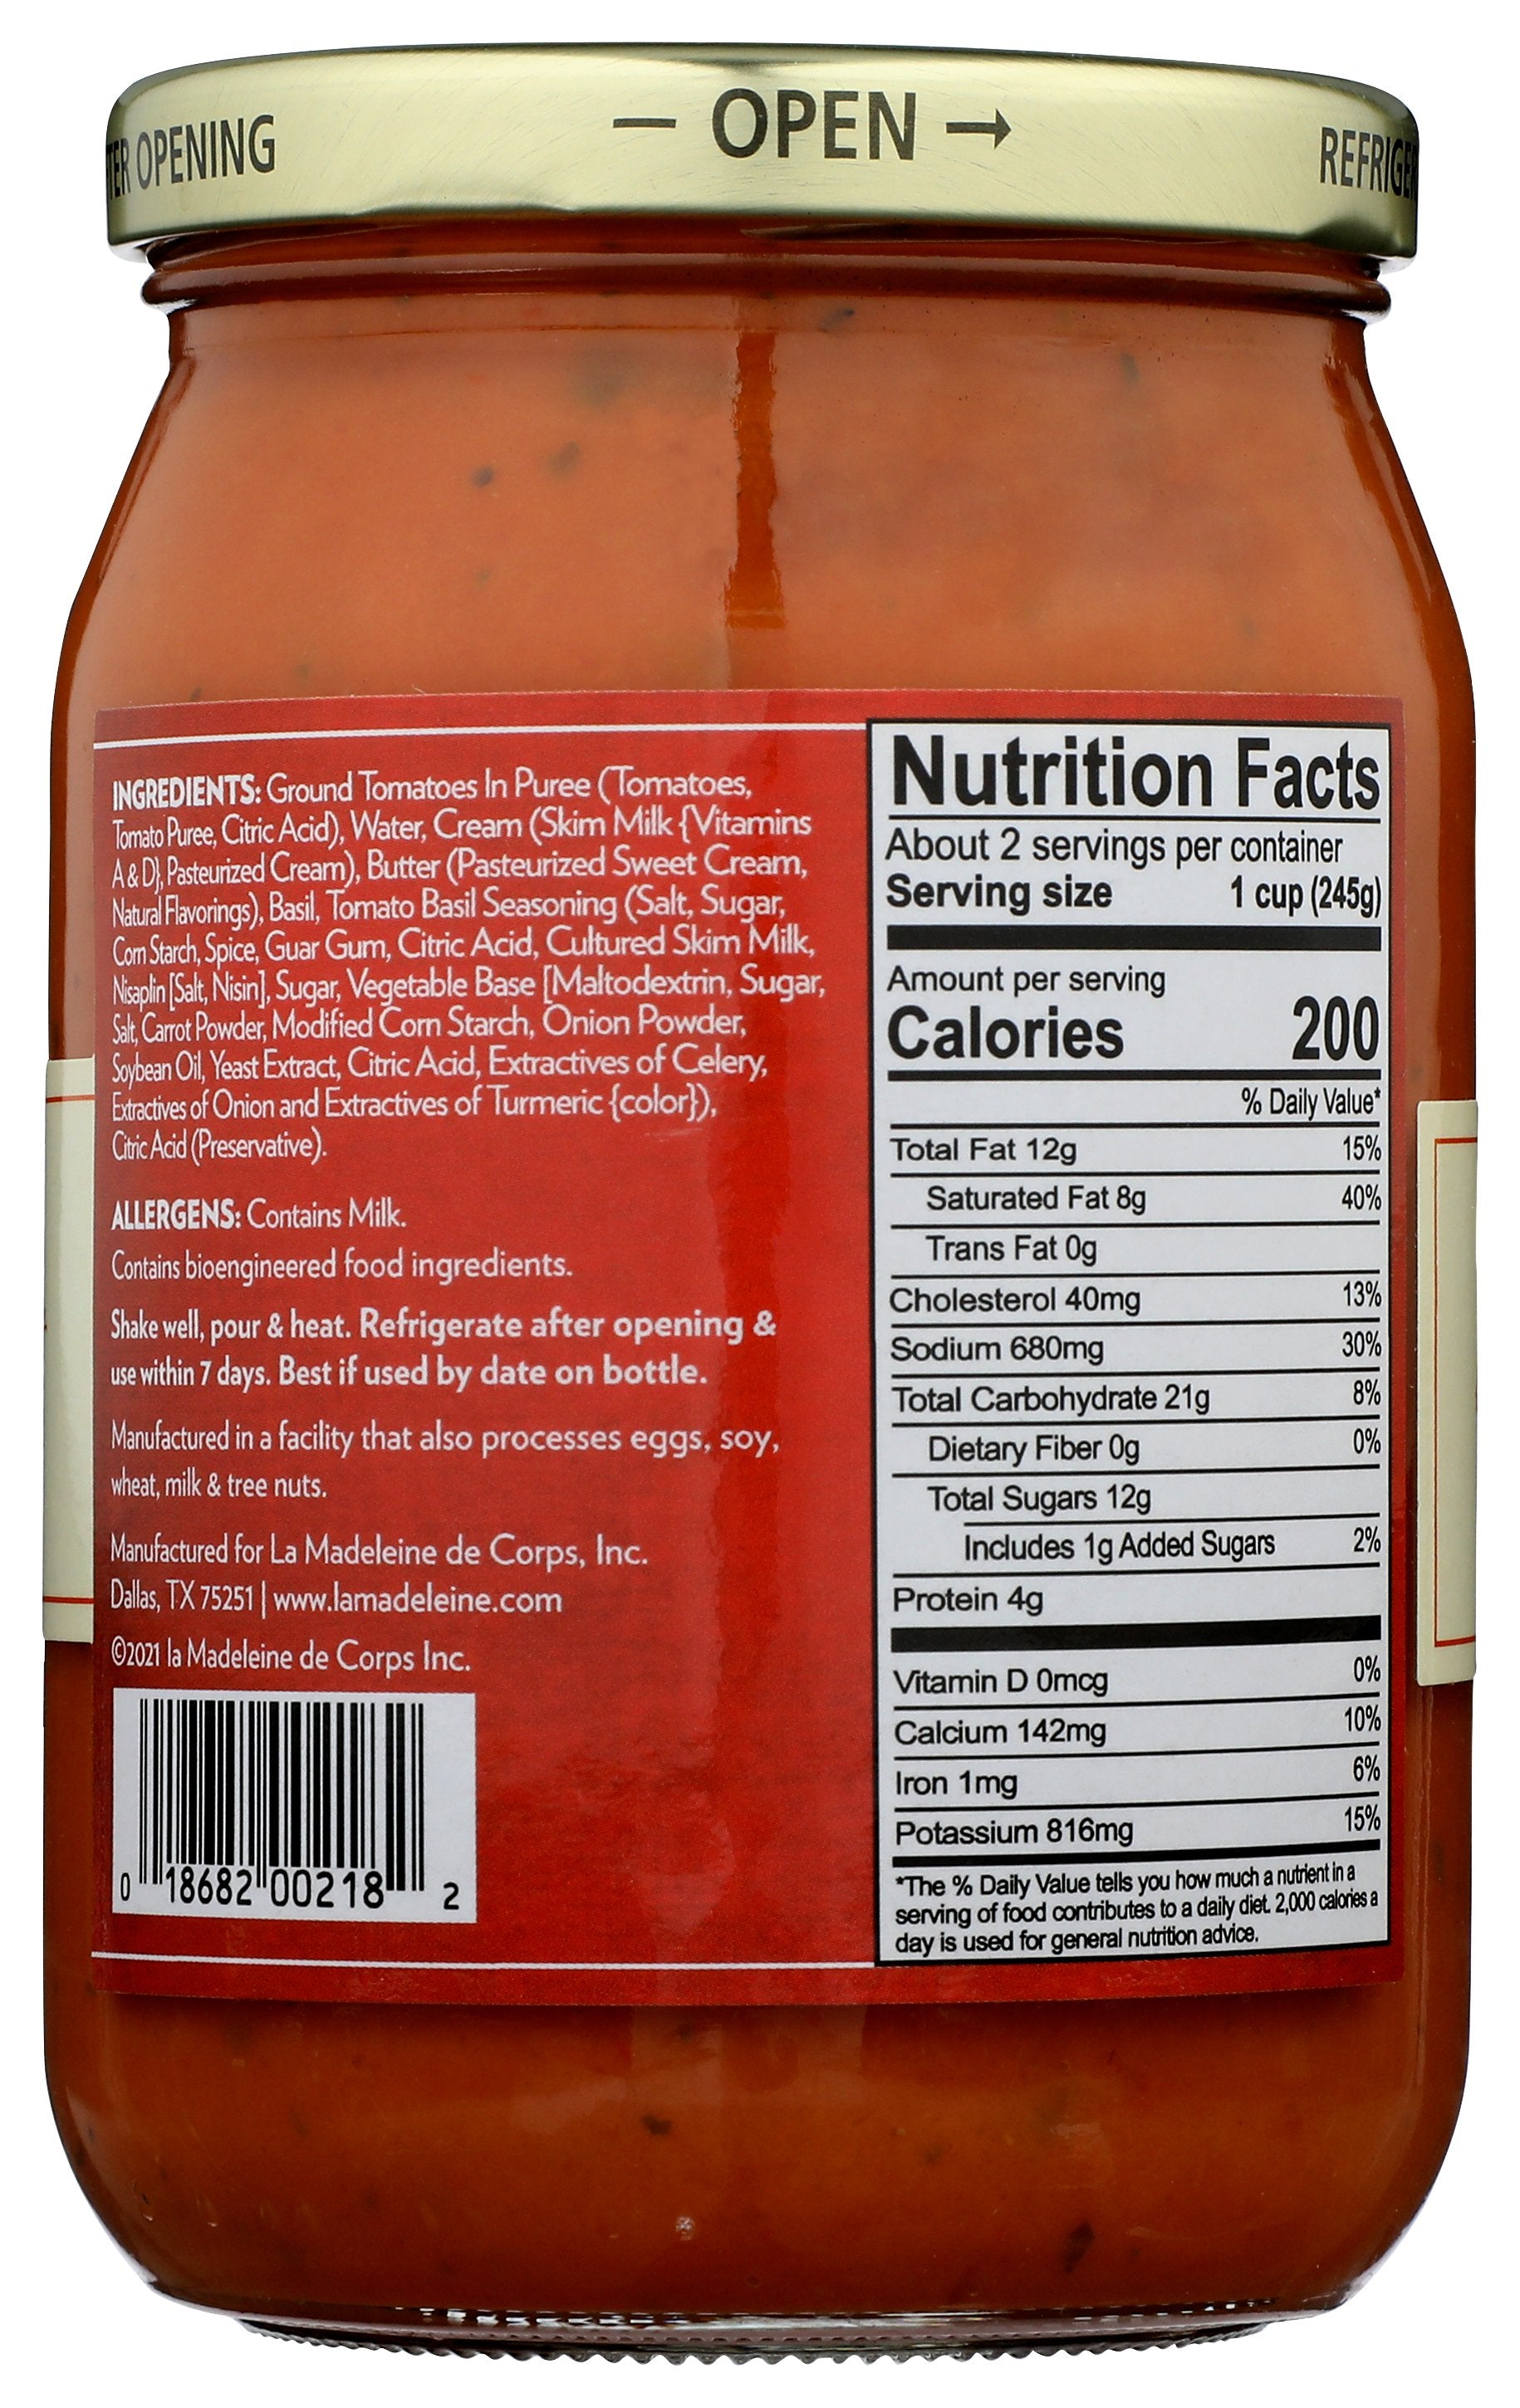 TER OPENING
— OPEN →
REFRIGE
INGREDIENTS: Ground Tomatoes In Puree (Tomatoes,
Tomato Puree, Citric Acid), Water, Cream (Skim Milk {Vitamins
A & D}, Pasteurized Cream), Butter (Pasteurized Sweet Cream,
Natural Flavorings), Basil, Tomato Basil Seasoning (Salt, Sugar,
Corn Starch, Spice, Guar Gum, Citric Acid, Cultured Skim Milk,
Nisaplin [Salt, Nisin], Sugar, Vegetable Base [Maltodextrin, Sugar,
Salt, Carrot Powder, Modified Corn Starch, Onion Powder,
Soybean Oil, Yeast Extract, Citric Acid, Extractives of Celery,
Extractives of Onion and Extractives of Turmeric {color}),
Citric Acid (Preservative).
ALLERGENS: Contains Milk.
Contains bioengineered food ingredients.
Shake well, pour & heat. Refrigerate after opening &
use within 7 days. Best if used by date on bottle.
Manufactured in a facility that also processes eggs, soy,
wheat, milk & tree nuts.
Manufactured for La Madeleine de Corps, Inc.
Dallas, TX 75251 | www.lamadeleine.com
©2021 la Madeleine de Corps Inc.
0 18682 00218 2
Nutrition Facts
About 2 servings per container
Serving size 1 cup (245g)
Amount per serving
Calories 200
% Daily Value*
Total Fat 12g 15%
Saturated Fat 8g 40%
Trans Fat 0g
Cholesterol 40mg 13%
Sodium 680mg 30%
Total Carbohydrate 21g 8%
Dietary Fiber 0g 0%
Total Sugars 12g
Includes 1g Added Sugars 2%
Protein 4g
Vitamin D 0mcg 0%
Calcium 142mg 10%
Iron 1mg 6%
Potassium 816mg 15%
*The % Daily Value tells you how much a nutrient in a
serving of food contributes to a daily diet. 2,000 calories a
day is used for general nutrition advice.